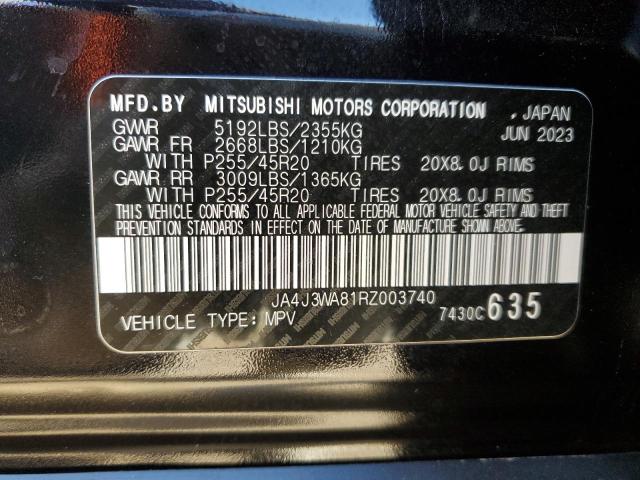 MFD.BY MITSUBISHI MOTORS CORPORATION , JAPAN
GVWR 5192LBS/2355KG JUN 2023
GAWR FR 2668LBS/1210KG
WITH P255/45R20 TIRES 20X8.0J RIMS
GAWR RR 3009LBS/1365KG
WITH P255/45R20 TIRES 20X8.0J RIMS
THIS VEHICLE CONFORMS TO ALL APPLICABLE FEDERAL MOTOR VEHICLE SAFETY AND THEFT
PREVENTION STANDARDS IN EFFECT ON THE DATE OF MANUFACTURE SHOWN ABOVE.
JA4J3WA81RZ003740
VEHICLE TYPE: MPV 7430C 635